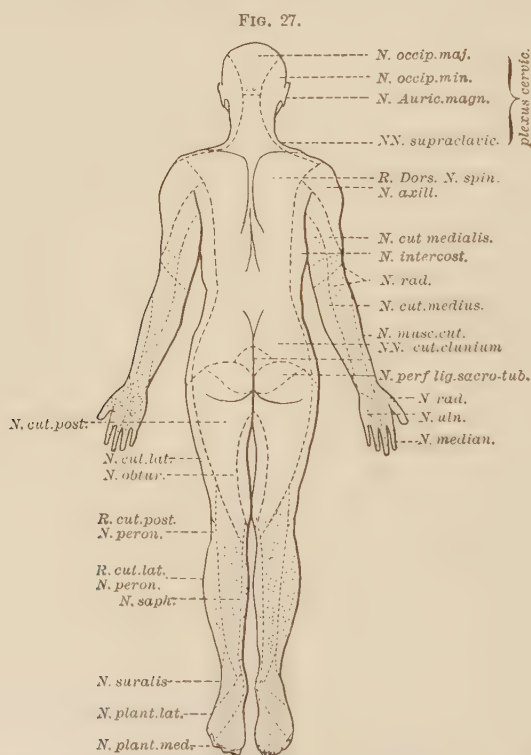 FIG. 27.
N. occip.maj.
N. occip.min.
N. Auric.magn.
plexus cervic.
NN. supraclavic.
R. Dors. N. spin.
N. axill.
N. cut medialis.
N. intercost.
N. rad.
N. cut.medius.
N. musc.cut.
NN. cut.clunium
N. perf lig.sacro-tub.
N rad.
N. uln.
N. median.
N. cut.post.
N. cut.lat.
N. obtur.
R. cut.post.
N. peron.
R. cut.lat.
N. peron.
N. saph.
N. suralis
N. plant.lat.
N. plant.med.